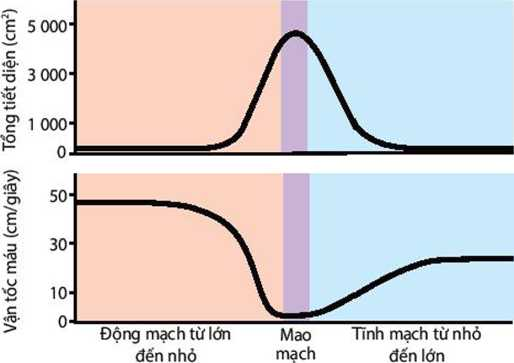 Tổng tiết diện (cm²)
5 000
3 000
1 000
0
Vận tốc máu (cm/giây)
50
30
10
0
Động mạch từ lớn
đến nhỏ
Mao
mạch
Tĩnh mạch từ nhỏ
đến lớn